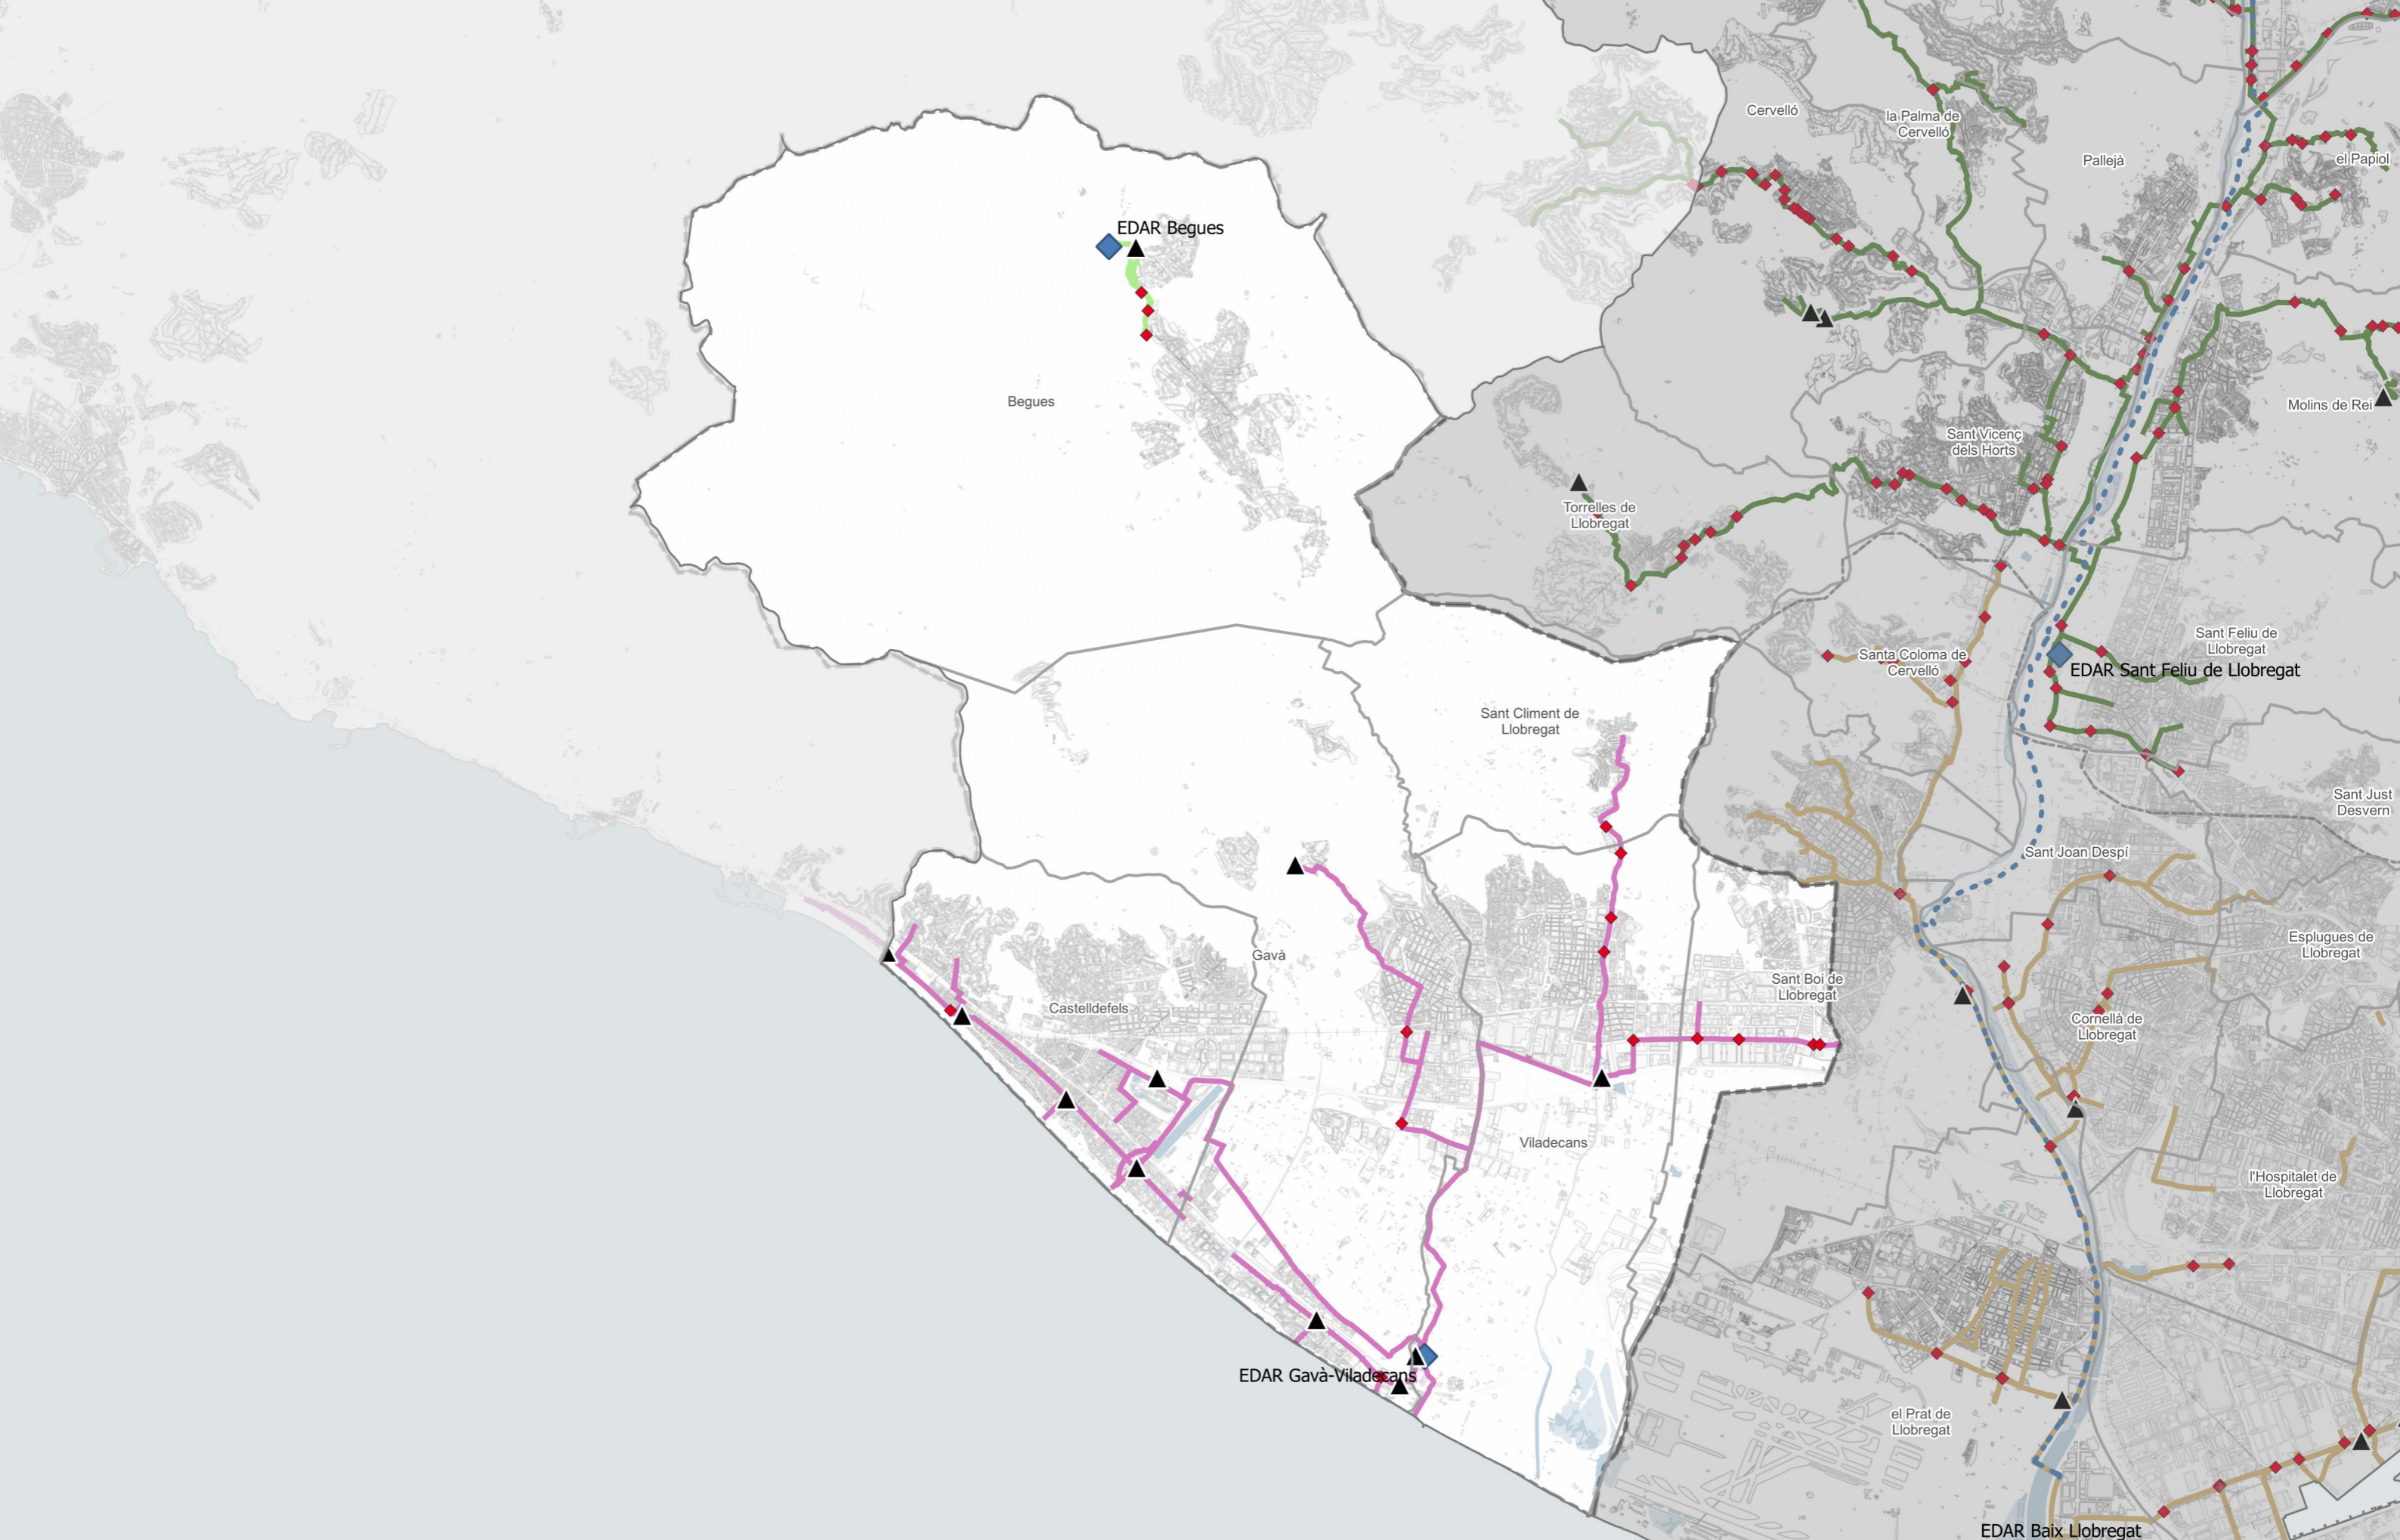 Cervelló
la Palma de
Cervelló
Pallejà
el Papiol
EDAR Begues
Begues
Molins de Rei
Sant Vicenç
dels Horts
Torrelles de
Llobregat
Sant Feliu de
Llobregat
EDAR Sant Feliu de Llobregat
Santa Coloma de
Cervelló
Sant Climent de
Llobregat
Sant Just
Desvern
Sant Joan Despí
Esplugues de
Llobregat
Gavà
Sant Boi de
Llobregat
Castelldefels
Cornellà de
Llobregat
Viladecans
l'Hospitalet de
Llobregat
EDAR Gavà-Viladecans
el Prat de
Llobregat
EDAR Baix Llobregat